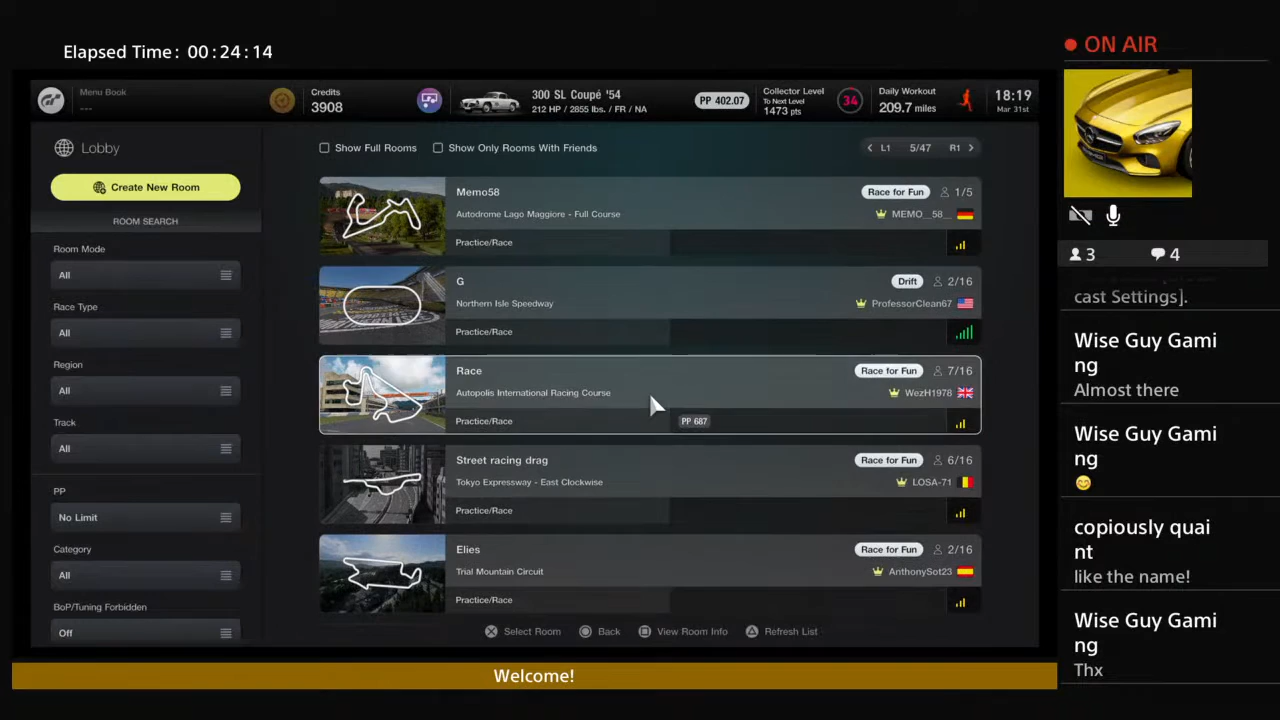 Elapsed Time: 00:24:14
ON AIR
Menu Book
---
Credits
3908
300 SL Coupé '54
212 HP / 2855 lbs. / FR / NA
PP 402.07
Collector Level
To Next Level
1473 pts
34
Daily Workout
209.7 miles
18:19
Mar 31st
Lobby
Create New Room
ROOM SEARCH
Room Mode
All
Race Type
All
Region
All
Track
All
PP
No Limit
Category
All
BoP/Tuning Forbidden
Off
Show Full Rooms
Show Only Rooms With Friends
L1 5/47 R1
Memo58
Race for Fun
1/5
Autodrome Lago Maggiore - Full Course
MEMO__58__
Practice/Race
G
Drift
2/16
Northern Isle Speedway
ProfessorClean67
Practice/Race
Race
Race for Fun
7/16
Autopolis International Racing Course
WezH1978
Practice/Race
PP 687
Street racing drag
Race for Fun
6/16
Tokyo Expressway - East Clockwise
LOSA-71
Practice/Race
Elies
Race for Fun
2/16
Trial Mountain Circuit
AnthonySot23
Practice/Race
Select Room
Back
View Room Info
Refresh List
Welcome!
3
4
cast Settings].
Wise Guy Gami
ng
Almost there
Wise Guy Gami
ng
😊
copiously quai
nt
like the name!
Wise Guy Gami
ng
Thx